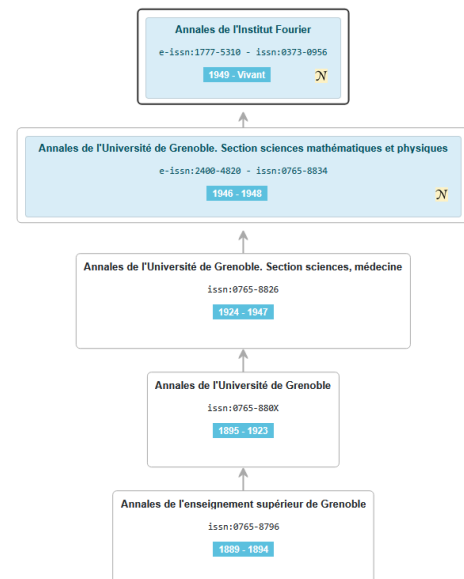 Annales de l'Institut Fourier
e-issn:1777-5310 - issn:0373-0956
1949 - Vivant N
Annales de l'Université de Grenoble. Section sciences mathématiques et physiques
e-issn:2400-4820 - issn:0765-8834
1946 - 1948 N
Annales de l'Université de Grenoble. Section sciences, médecine
issn:0765-8826
1924 - 1947
Annales de l'Université de Grenoble
issn:0765-880X
1895 - 1923
Annales de l'enseignement supérieur de Grenoble
issn:0765-8796
1889 - 1894